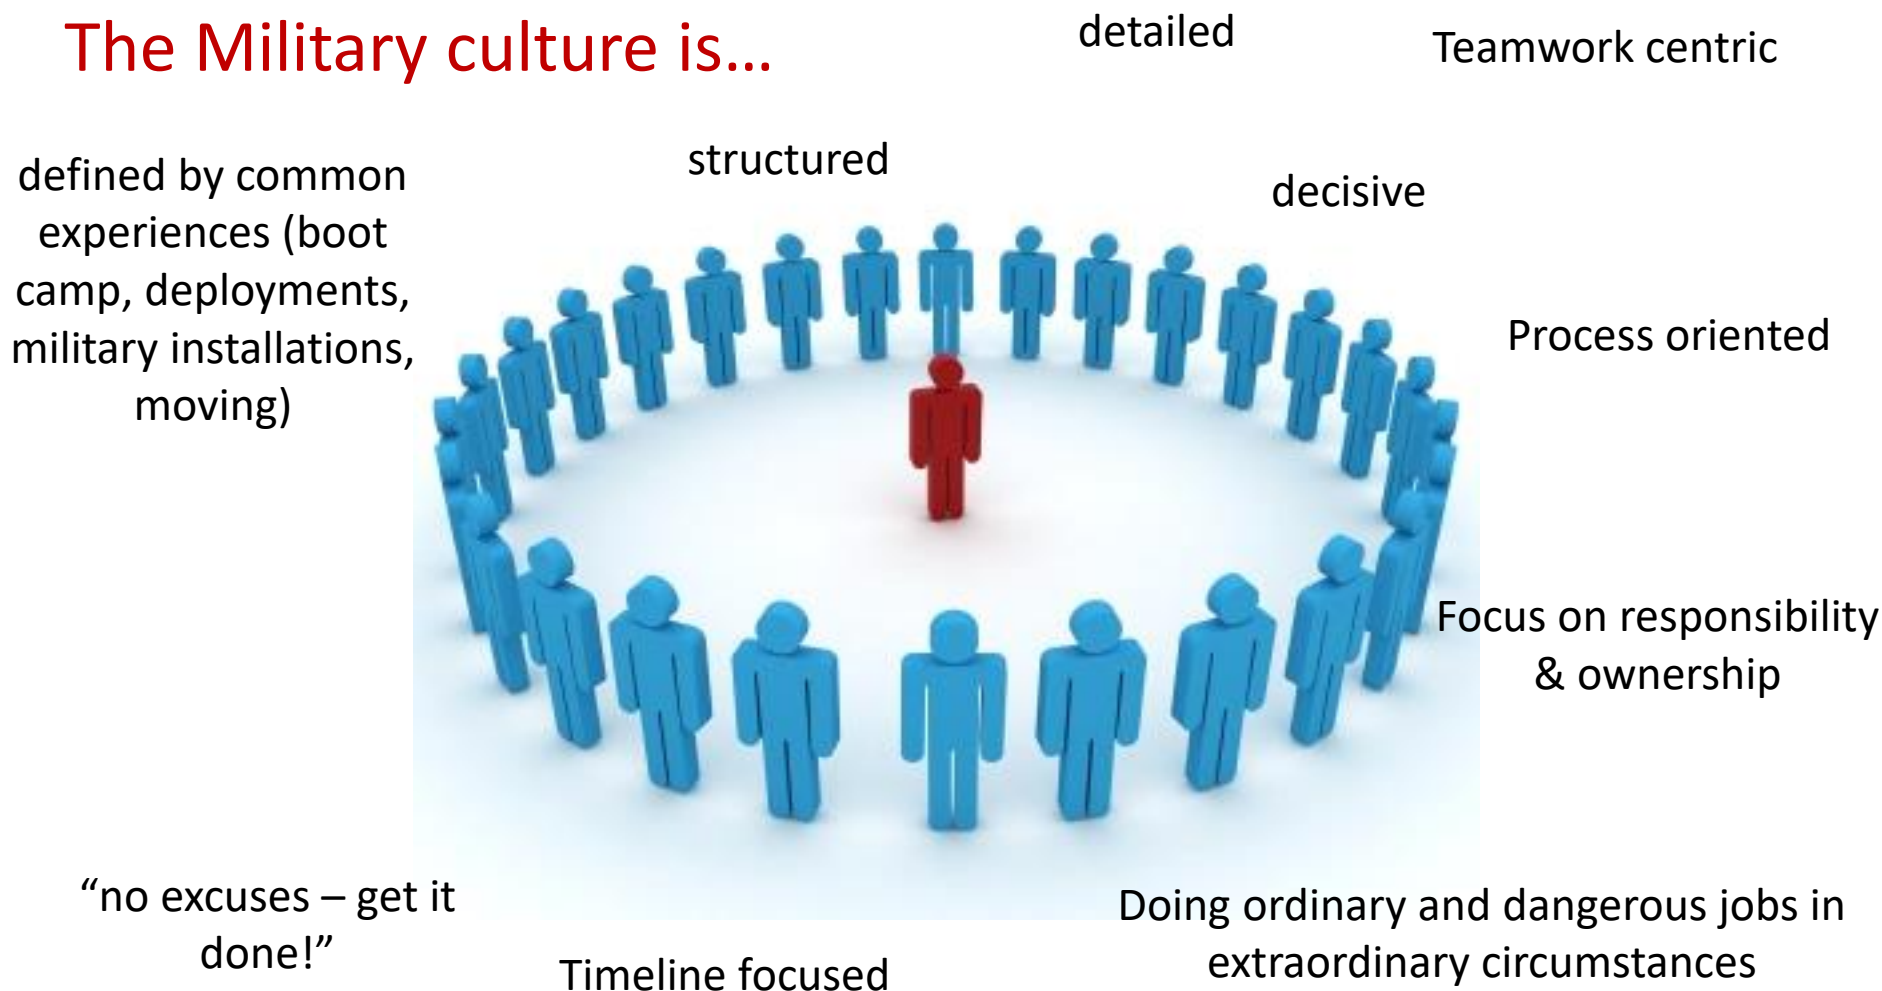 The Military culture is...
detailed
Teamwork centric
structured
decisive
defined by common
experiences (boot
camp, deployments,
military installations,
moving)
Process oriented
Focus on responsibility
& ownership
“no excuses – get it
done!”
Timeline focused
Doing ordinary and dangerous jobs in
extraordinary circumstances